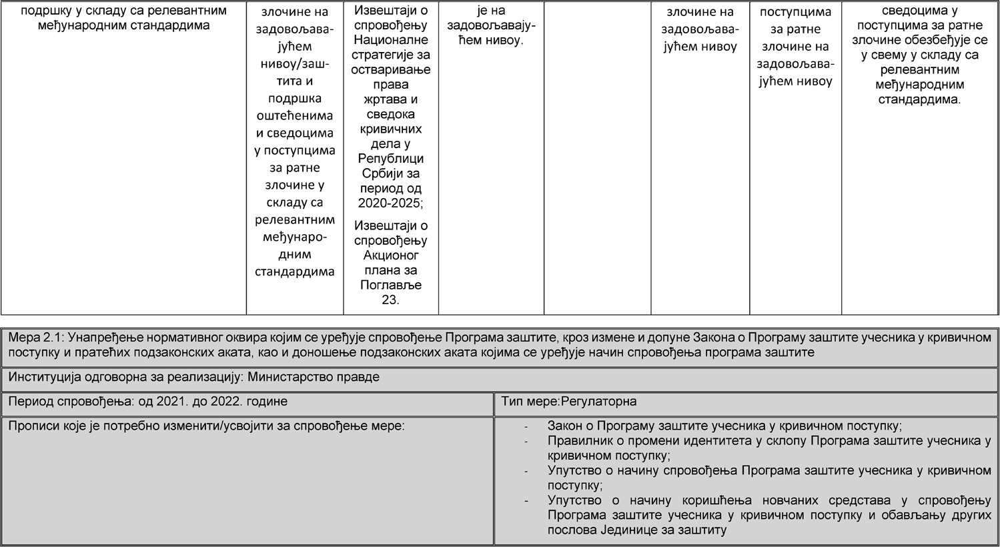 подршку у складу са релевантним
међународним стандардима
злочине на
задовољава-
јућем
нивоу/заш-
тита и
подршка
оштећенима
и сведоцима
у поступцима
за ратне
злочине у
складу са
релевантним
међунаро-
дним
стандардима
Извештаји о
спровођењу
Националне
стратегије за
остваривање
права
жртава и
сведока
кривичних
дела у
Републици
Србији за
период од
2020-2025;
Извештаји о
спровођењу
Акционог
плана за
Поглавље
23.
је на
задовољавају-
ћем нивоу.
злочине на
задовољава-
јућем нивоу
поступцима
за ратне
злочине на
задовољава-
јућем нивоу
сведоцима у
поступцима за ратне
злочине обезбеђује се
у свему у складу са
релевантним
међународним
стандардима.
Мера 2.1: Унапређење нормативног оквира којим се уређује спровођење Програма заштите, кроз измене и допуне Закона о Програму заштите учесника у кривичном
поступку и пратећих подзаконских аката, као и доношење подзаконских аката којима се уређује начин спровођења програма заштите
Институција одговорна за реализацију: Министарство правде
Период спровођења: од 2021. до 2022. године
Тип мере:Регулаторна
Прописи које је потребно изменити/усвојити за спровођење мере:
- Закон о Програму заштите учесника у кривичном поступку;
- Правилник о промени идентитета у склопу Програма заштите учесника у
кривичном поступку;
- Упутство о начину спровођења Програма заштите учесника у кривичном
поступку;
- Упутство о начину коришћења новчаних средстава у спровођењу
Програма заштите учесника у кривичном поступку и обављању других
послова Јединице за заштиту